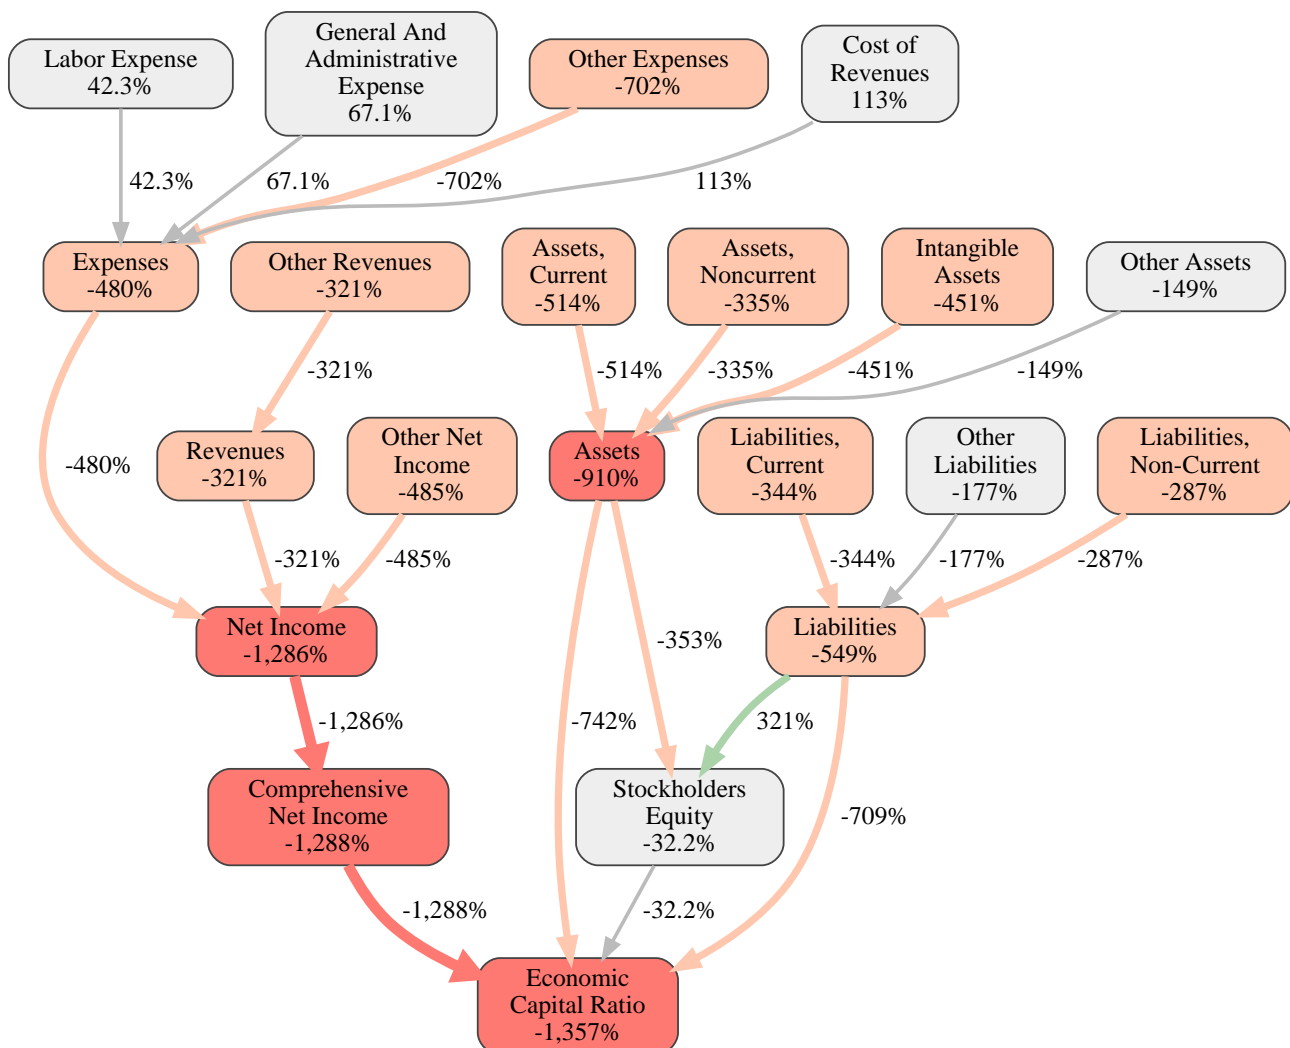 Labor Expense
42.3%
General And
Administrative
Expense
67.1%
Other Expenses
-702%
Cost of
Revenues
113%
42.3%
67.1%
-702%
113%
Expenses
-480%
Other Revenues
-321%
Assets,
Current
-514%
Assets,
Noncurrent
-335%
Intangible
Assets
-451%
Other Assets
-149%
-321%
-514%
-335%
-451%
-149%
-480%
Revenues
-321%
Other Net
Income
-485%
Assets
-910%
Liabilities,
Current
-344%
Other
Liabilities
-177%
Liabilities,
Non-Current
-287%
-321%
-485%
-344%
-177%
-287%
Net Income
-1,286%
-353%
Liabilities
-549%
-1,286%
-742%
321%
Comprehensive
Net Income
-1,288%
Stockholders
Equity
-32.2%
-709%
-1,288%
-32.2%
Economic
Capital Ratio
-1,357%